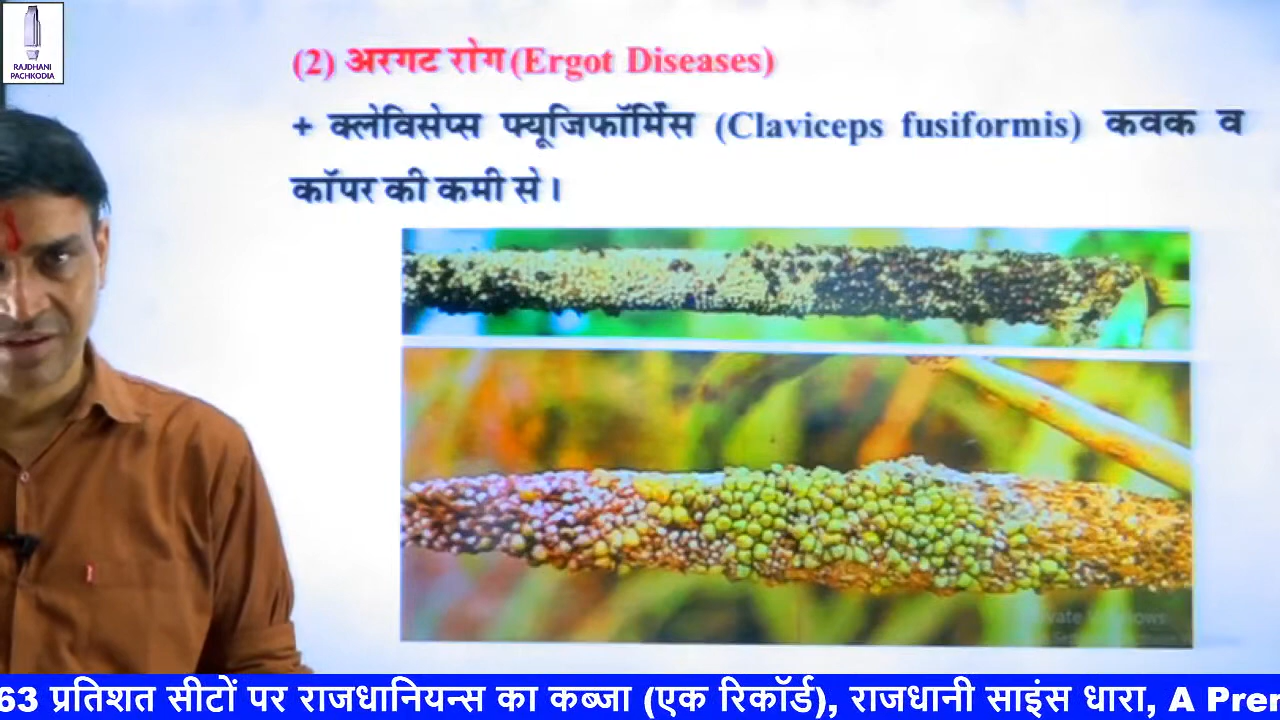 RAJDHANI
PACHKODIA
(2) अरगट रोग (Ergot Diseases)
+ क्लेविसेप्स फ्यूजिफॉर्मिस (Claviceps fusiformis) कवक व
कॉपर की कमी से।
63 प्रतिशत सीटों पर राजधानियन्स का कब्जा (एक रिकॉर्ड), राजधानी साइंस धारा, A Prer